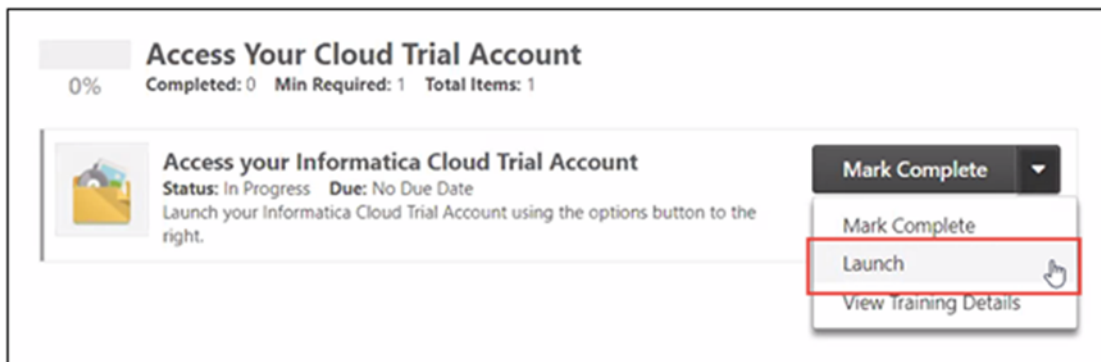 Access Your Cloud Trial Account
0%
Completed: 0 Min Required: 1 Total Items: 1
Access your Informatica Cloud Trial Account
Status: In Progress Due: No Due Date
Launch your Informatica Cloud Trial Account using the options button to the
right.
Mark Complete
Mark Complete
Launch
View Training Details